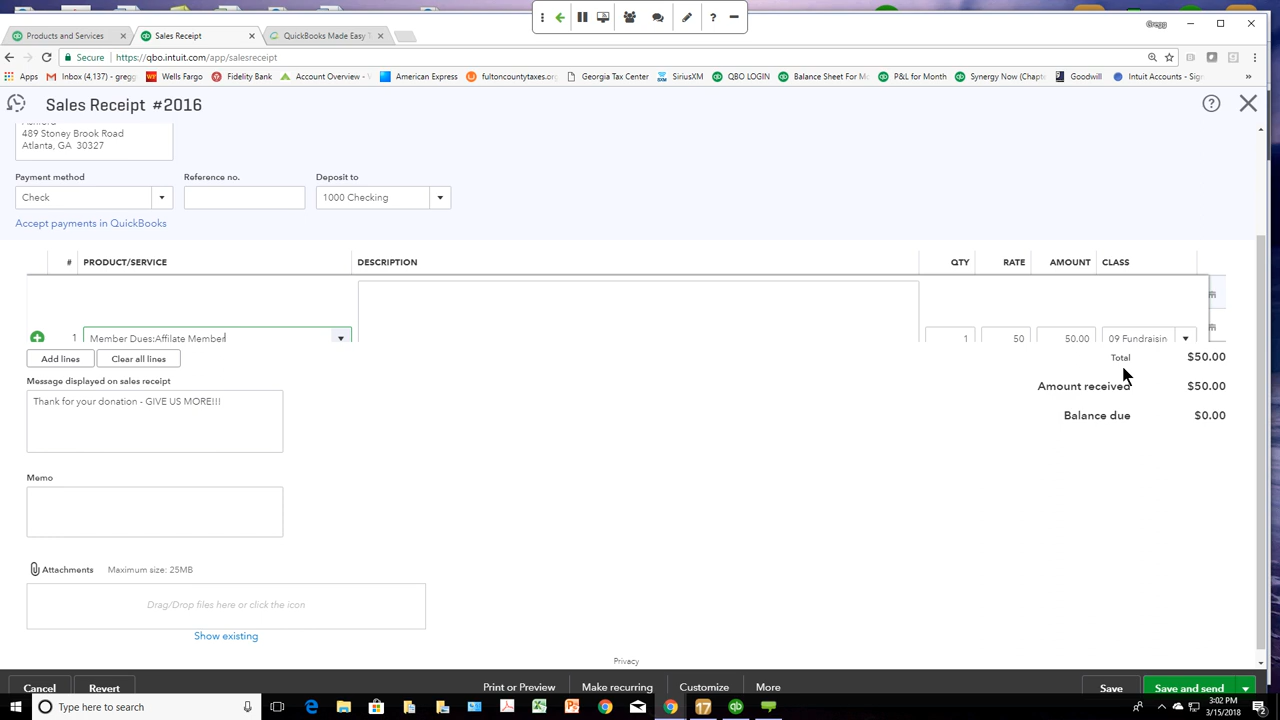 Gregg
Products and Services
Sales Receipt
QuickBooks Made Easy T
Secure
https://qbo.intuit.com/app/salesreceipt
Apps
Inbox (4,137) - gregg
Wells Fargo
Fidelity Bank
Account Overview -
American Express
fultoncountytaxes.org
Georgia Tax Center
SiriusXM
QBO LOGIN
Balance Sheet For M
P&L for Month
Synergy Now (Chapt
Goodwill
Intuit Accounts - Sig
Sales Receipt #2016
489 Stoney Brook Road
Atlanta, GA 30327
Payment method
Reference no.
Deposit to
Check
1000 Checking
Accept payments in QuickBooks
# PRODUCT/SERVICE DESCRIPTION QTY RATE AMOUNT CLASS
1 Member Dues:Affilate Member 1 50 50.00 09 Fundraisin
Add lines
Clear all lines
Total $50.00
Message displayed on sales receipt
Amount received $50.00
Thank for your donation - GIVE US MORE!!!
Balance due $0.00
Memo
Attachments
Maximum size: 25MB
Drag/Drop files here or click the icon
Show existing
Privacy
Cancel
Revert
Print or Preview
Make recurring
Customize
More
Save
Save and send
Type here to search
17
3:02 PM
3/15/2018
2